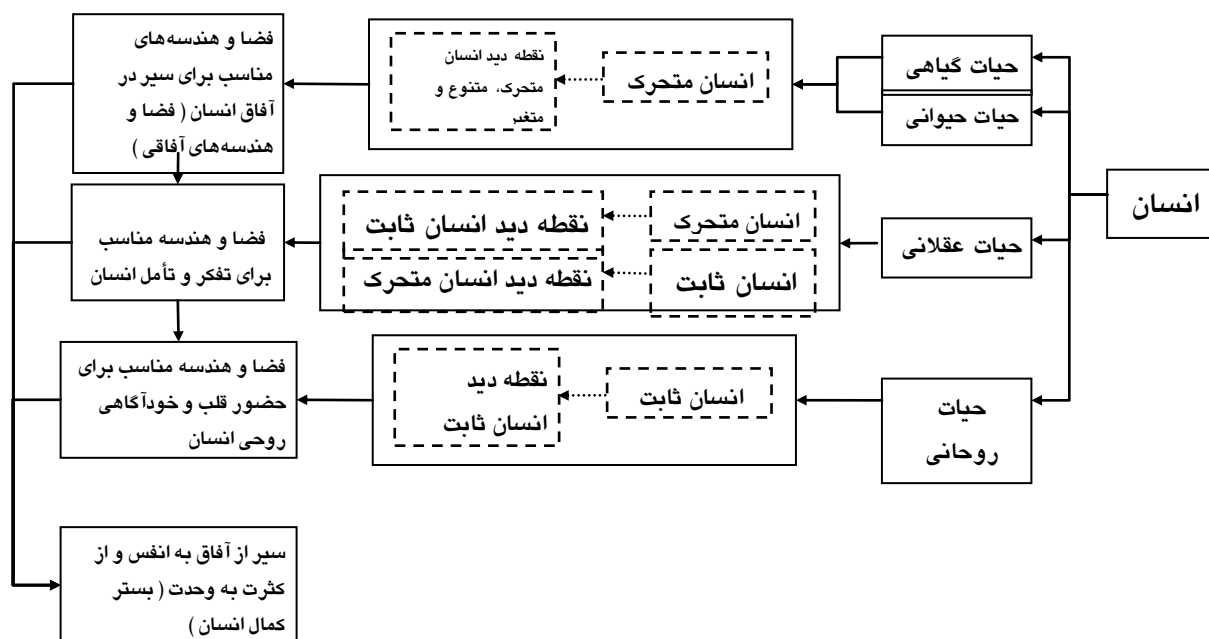 انسان
حیات گیاهی
حیات حیوانی
انسان متحرک
نقطه دید انسان
متحرک، متنوع و
متغیر
فضا و هندسه‌های
مناسب برای سیر در
آفاق انسان ( فضا و
هندسه‌های آفاقی )
حیات عقلانی
انسان متحرک
انسان ثابت
نقطه دید انسان ثابت
نقطه دید انسان متحرک
فضا و هندسه مناسب
برای تفکر و تأمل انسان
حیات
روحانی
انسان ثابت
نقطه دید
انسان ثابت
فضا و هندسه مناسب برای
حضور قلب و خودآگاهی
روحی انسان
سیر از آفاق به انفس و از
کثرت به وحدت ( بستر
کمال انسان )